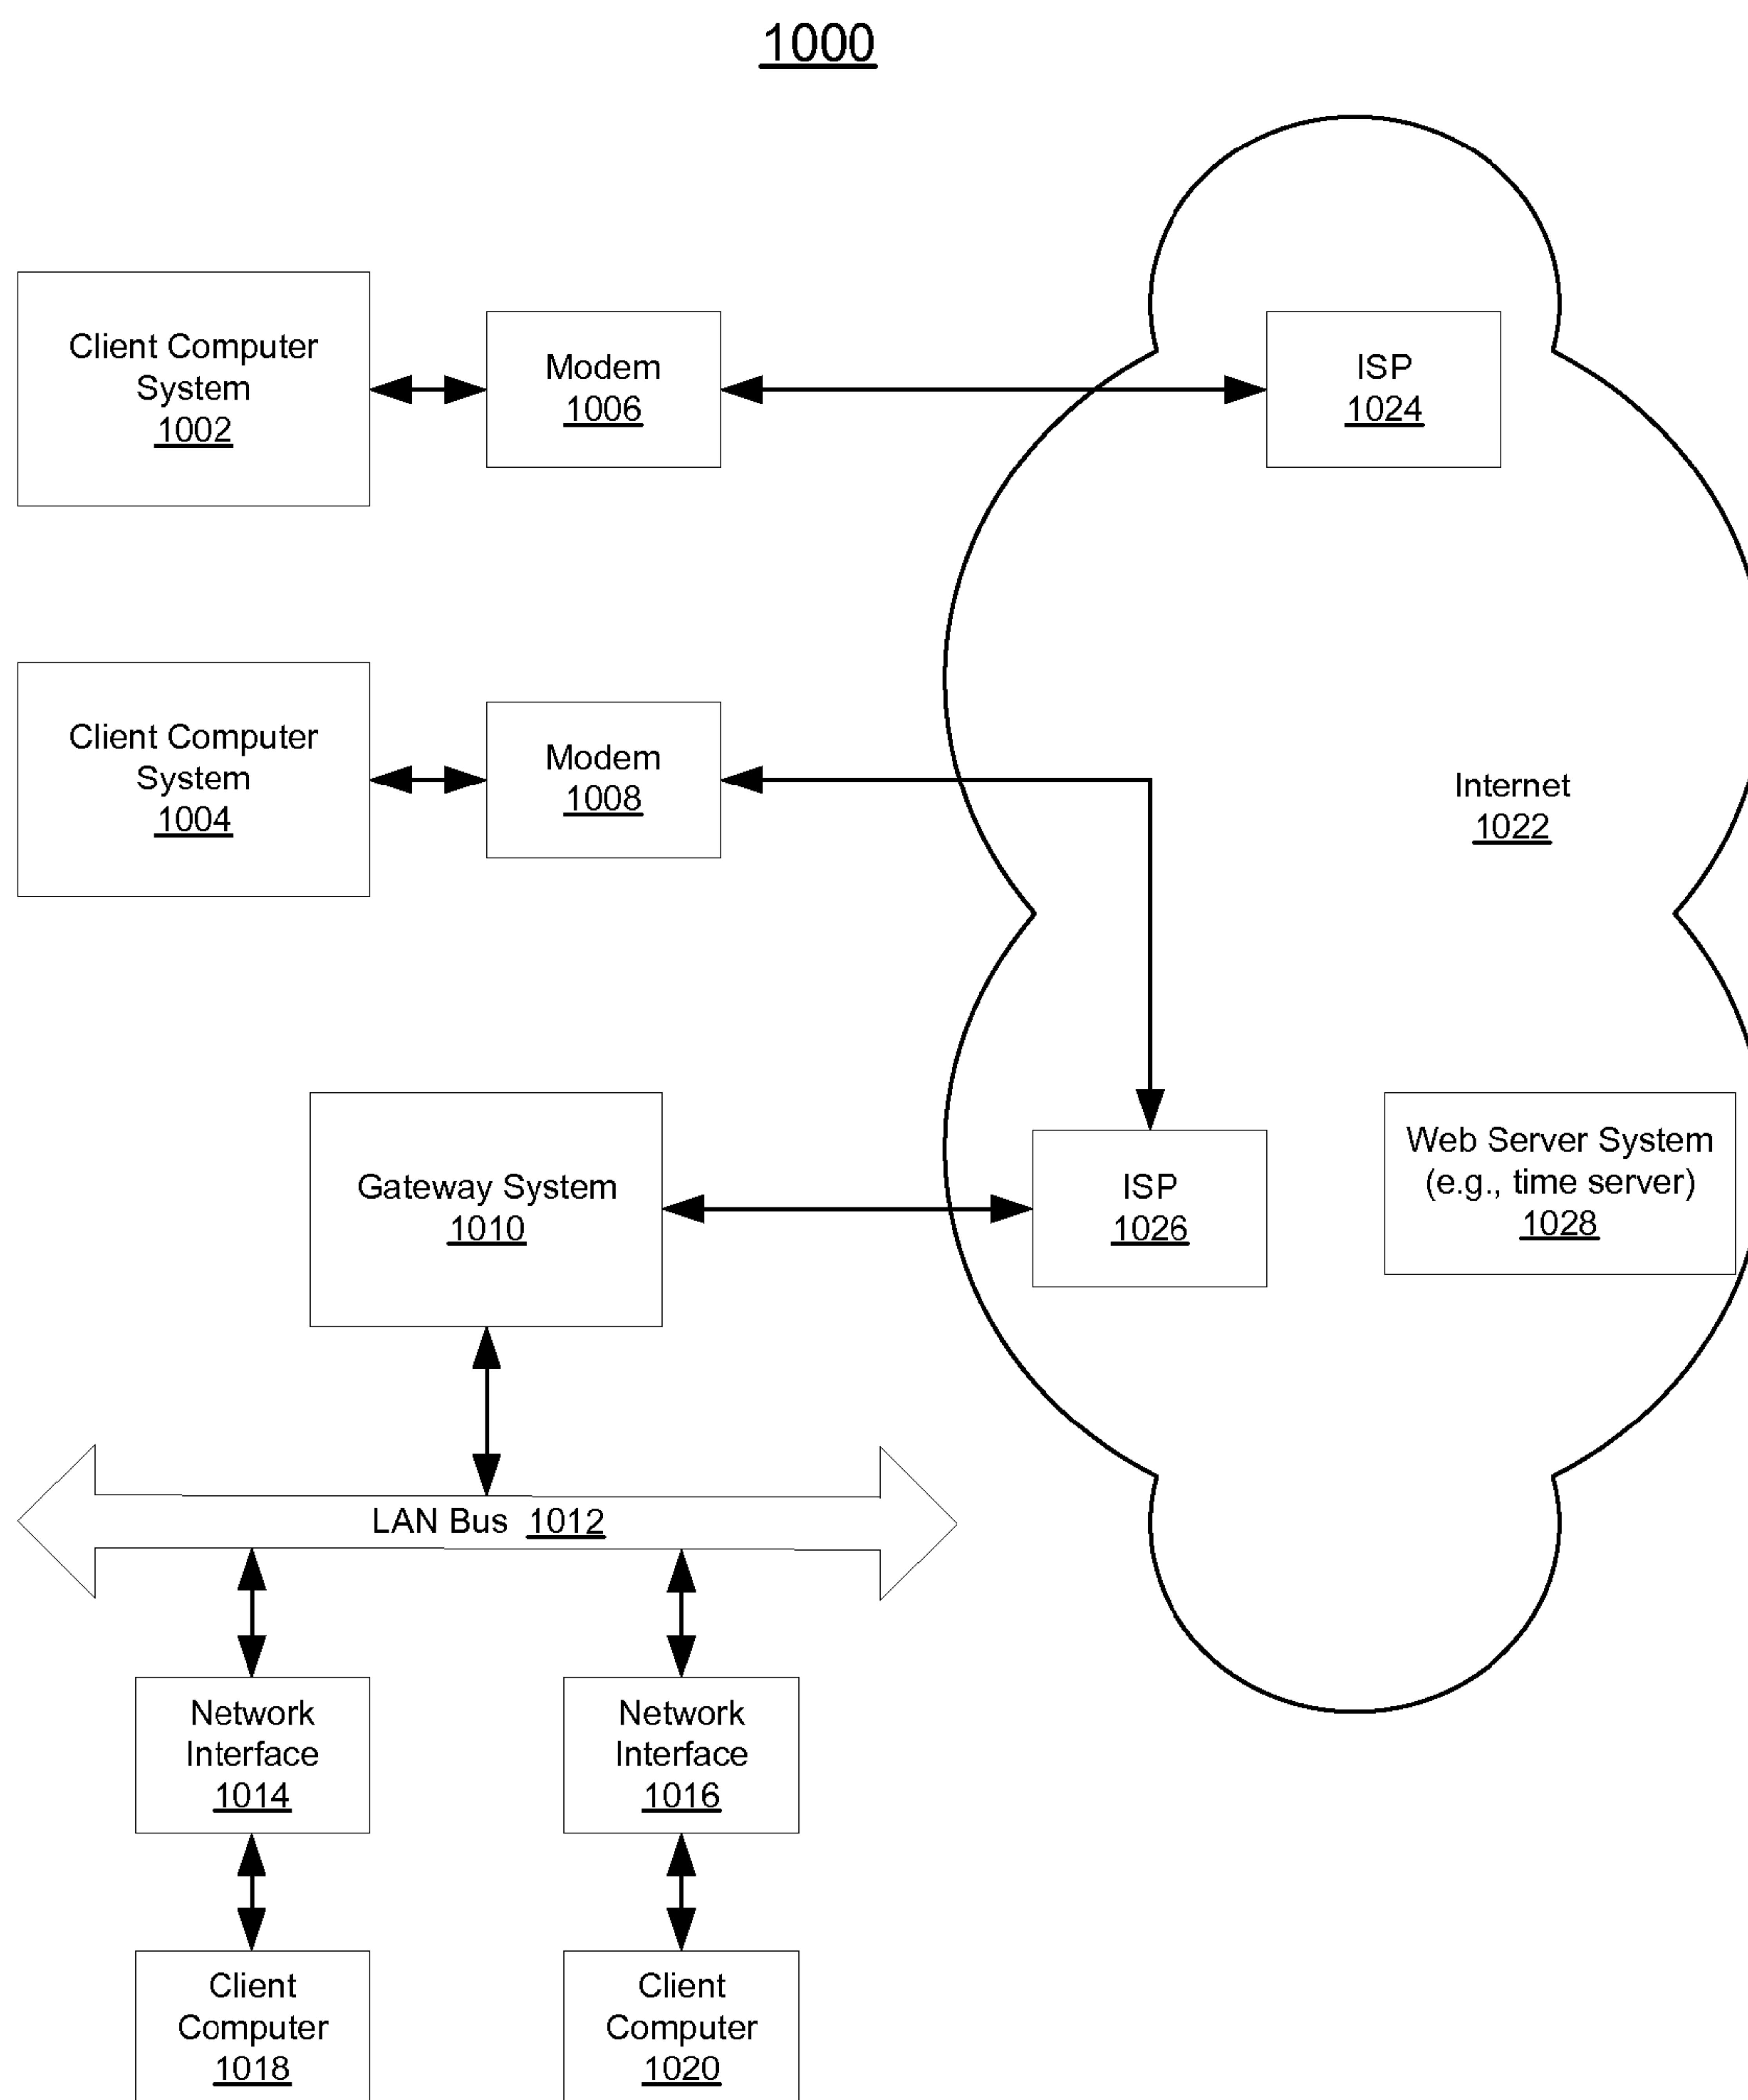 1000
Client Computer
System
1002
Modem
1006
ISP
1024
Client Computer
System
1004
Modem
1008
Internet
1022
Gateway System
1010
ISP
1026
Web Server System
(e.g., time server)
1028
LAN Bus 1012
Network
Interface
1014
Network
Interface
1016
Client
Computer
1018
Client
Computer
1020